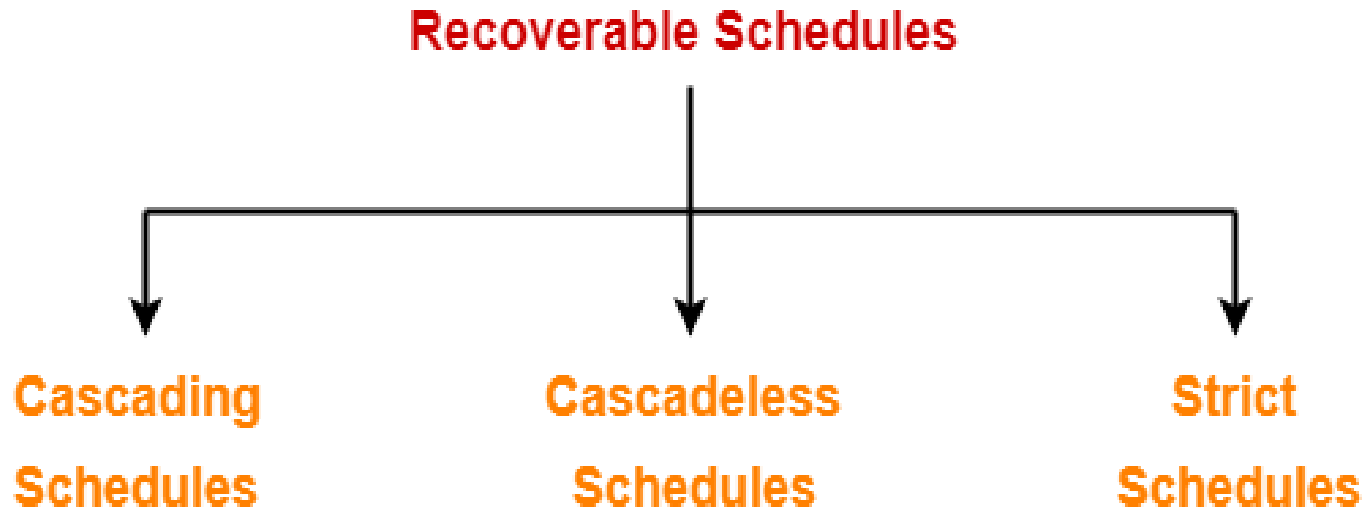 Recoverable Schedules
Cascading
Schedules
Cascadeless
Schedules
Strict
Schedules